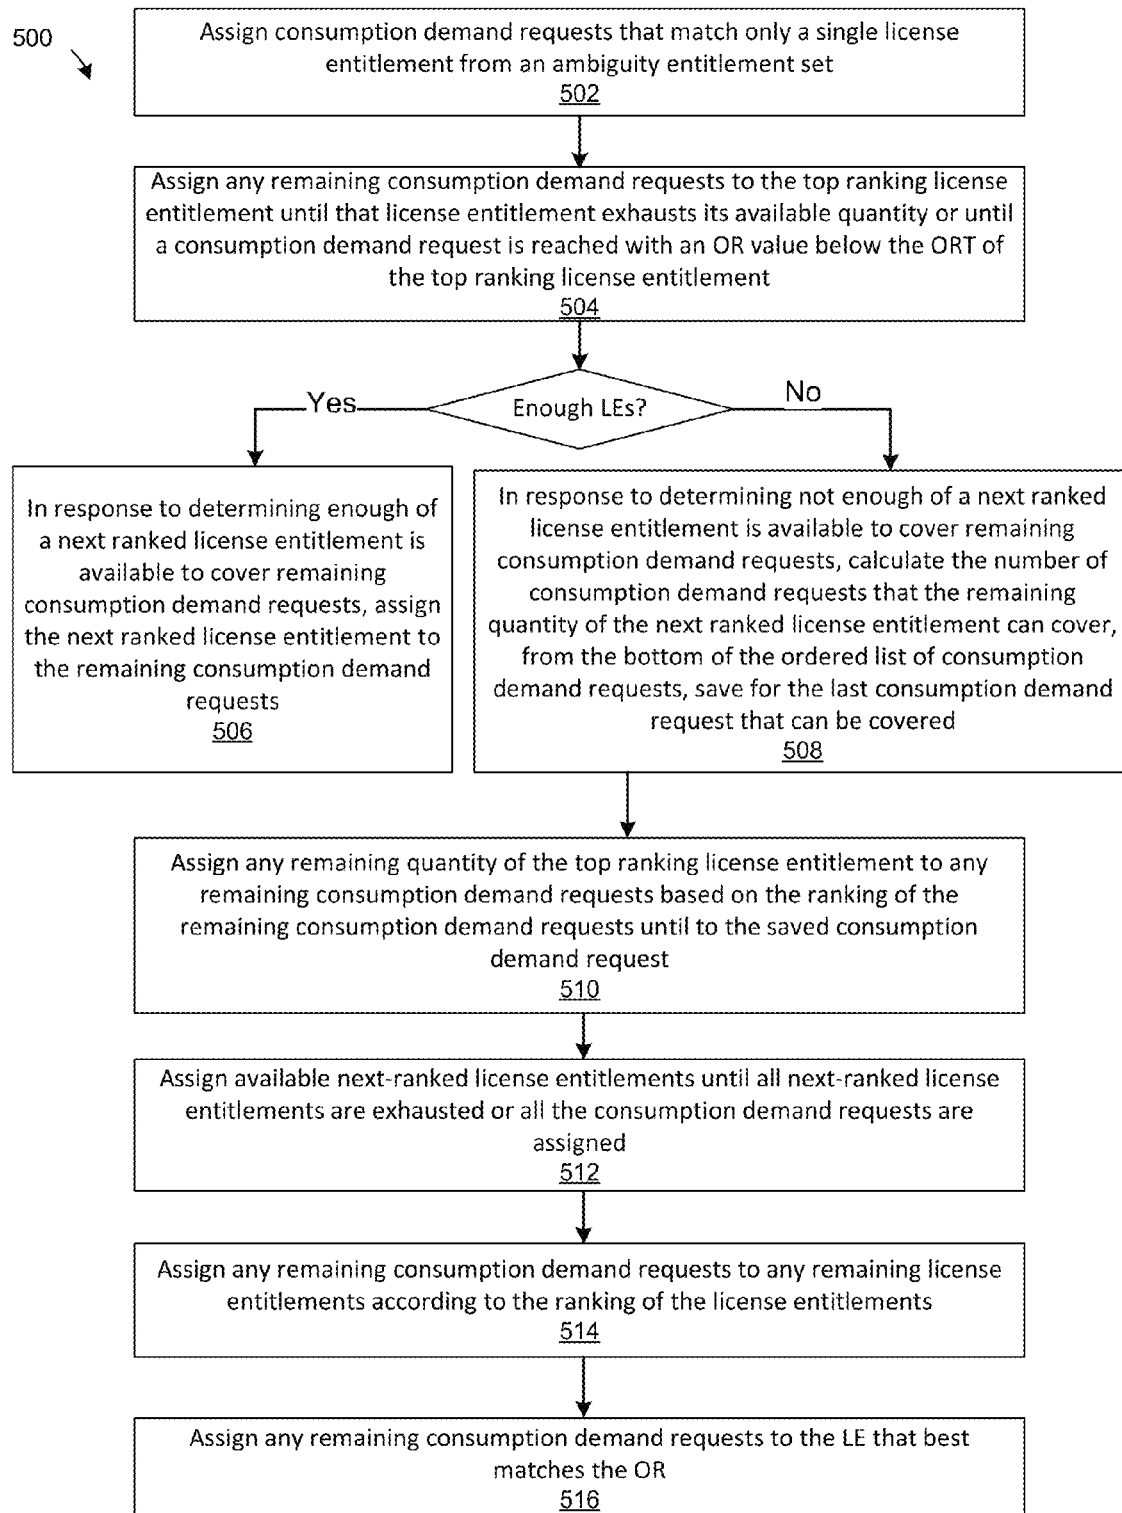 500
Assign consumption demand requests that match only a single license
entitlement from an ambiguity entitlement set
502
Assign any remaining consumption demand requests to the top ranking license
entitlement until that license entitlement exhausts its available quantity or until
a consumption demand request is reached with an OR value below the ORT of
the top ranking license entitlement
504
Enough LEs?
Yes
No
In response to determining enough of
a next ranked license entitlement is
available to cover remaining
consumption demand requests, assign
the next ranked license entitlement to
the remaining consumption demand
requests
506
In response to determining not enough of a next ranked
license entitlement is available to cover remaining
consumption demand requests, calculate the number of
consumption demand requests that the remaining
quantity of the next ranked license entitlement can cover,
from the bottom of the ordered list of consumption
demand requests, save for the last consumption demand
request that can be covered
508
Assign any remaining quantity of the top ranking license entitlement to any
remaining consumption demand requests based on the ranking of the
remaining consumption demand requests until to the saved consumption
demand request
510
Assign available next-ranked license entitlements until all next-ranked license
entitlements are exhausted or all the consumption demand requests are
assigned
512
Assign any remaining consumption demand requests to any remaining license
entitlements according to the ranking of the license entitlements
514
Assign any remaining consumption demand requests to the LE that best
matches the OR
516